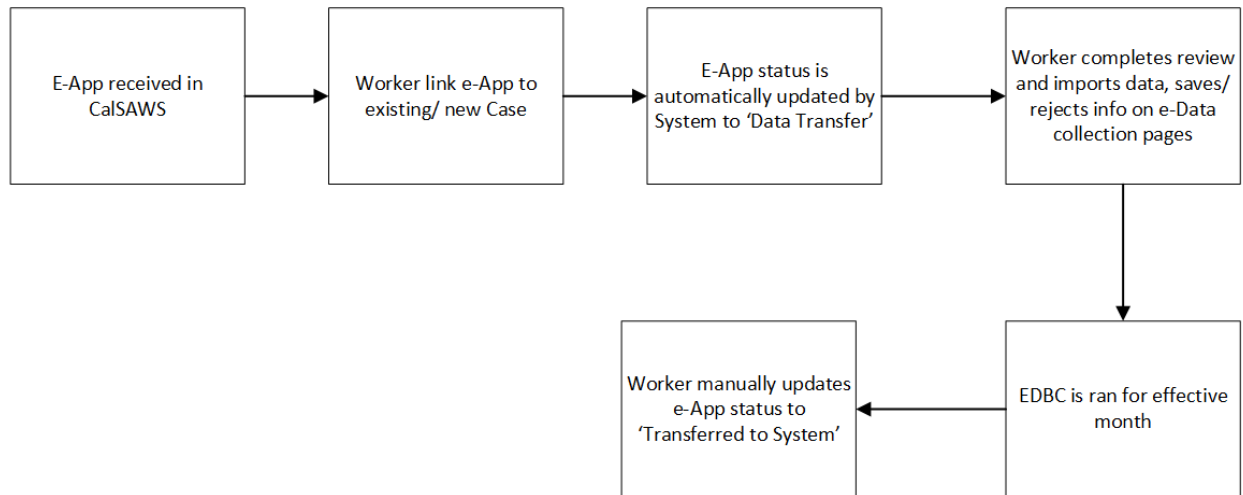 E-App received in
CalSAWS
Worker link e-App to
existing/ new Case
E-App status is
automatically updated by
System to ‘Data Transfer’
Worker completes review
and imports data, saves/
rejects info on e-Data
collection pages
EDBC is ran for effective
month
Worker manually updates
e-App status to
‘Transferred to System’